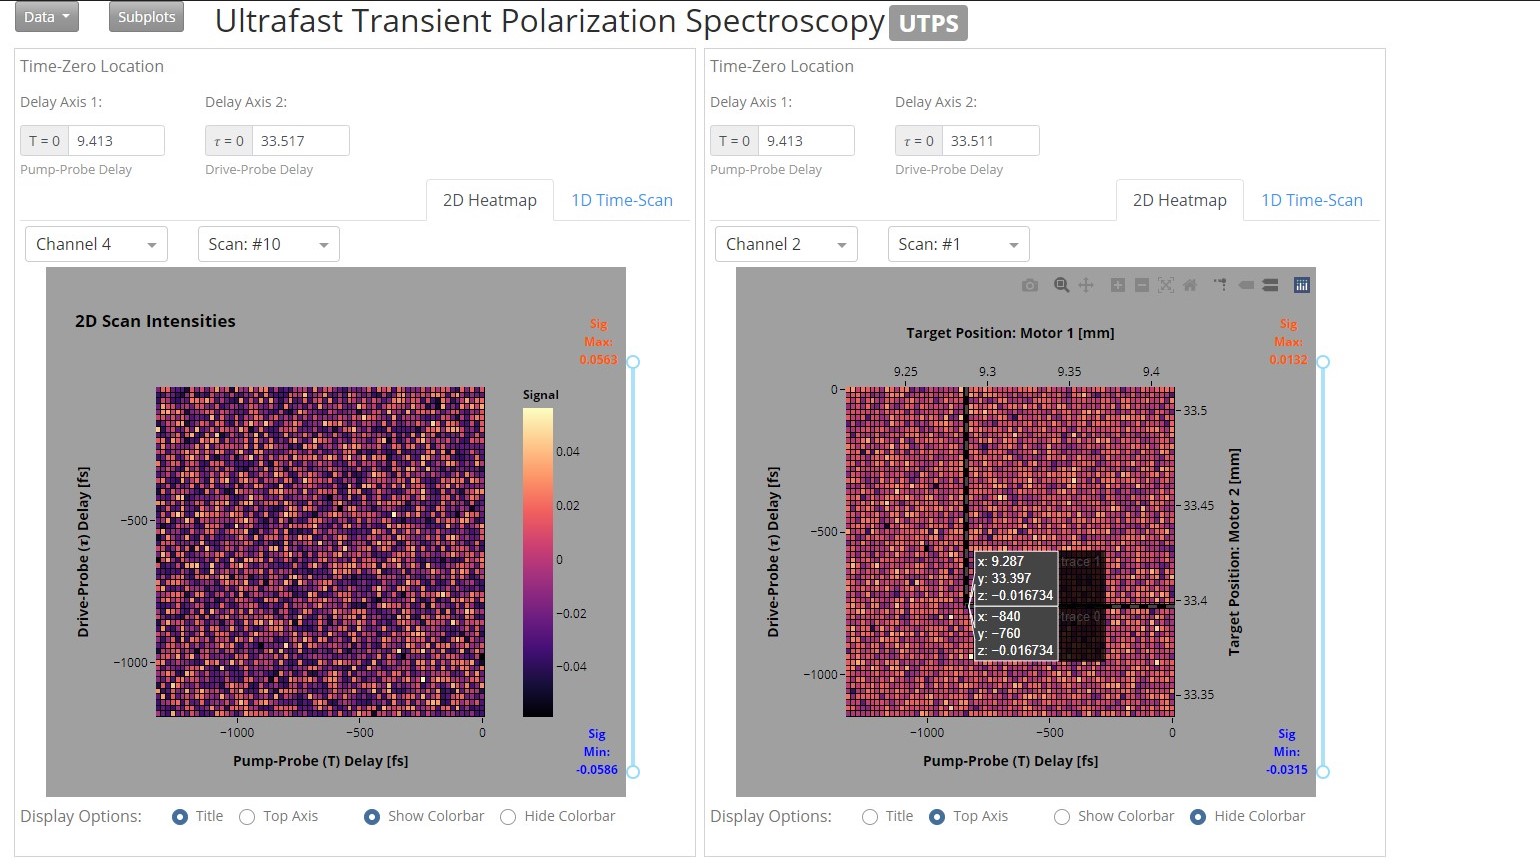 Data
Subplots
Ultrafast Transient Polarization Spectroscopy UTPS
Time-Zero Location
Delay Axis 1:
Delay Axis 2:
T = 0 9.413
τ = 0 33.517
Pump-Probe Delay
Drive-Probe Delay
2D Heatmap
1D Time-Scan
Channel 4
Scan: #10
2D Scan Intensities
Sig
Max:
0.0563
Signal
0.04
0.02
0
−0.02
−0.04
Drive-Probe (τ) Delay [fs]
−500
−1000
−1000
−500
0
Pump-Probe (T) Delay [fs]
Sig
Min:
-0.0586
Display Options:
Title
Top Axis
Show Colorbar
Hide Colorbar
Time-Zero Location
Delay Axis 1:
Delay Axis 2:
T = 0 9.413
τ = 0 33.511
Pump-Probe Delay
Drive-Probe Delay
2D Heatmap
1D Time-Scan
Channel 2
Scan: #1
Target Position: Motor 1 [mm]
9.25
9.3
9.35
9.4
Sig
Max:
0.0132
0
−500
−1000
Drive-Probe (τ) Delay [fs]
33.5
33.45
33.4
33.35
Target Position: Motor 2 [mm]
x: 9.287
y: 33.397
z: −0.016734
trace 1
x: −840
y: −760
z: −0.016734
trace 0
−1000
−500
0
Pump-Probe (T) Delay [fs]
Sig
Min:
-0.0315
Display Options:
Title
Top Axis
Show Colorbar
Hide Colorbar